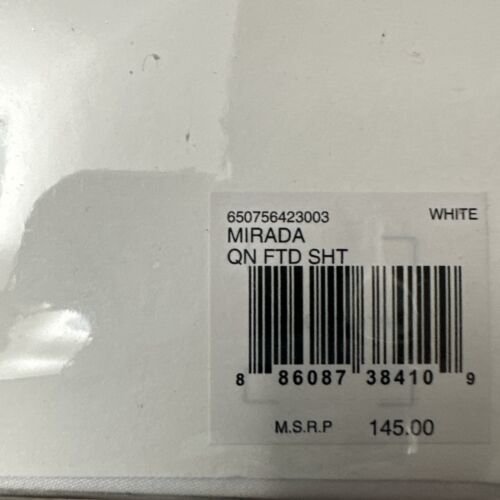 650756423003 WHITE
MIRADA
QN FTD SHT
8 86087 38410 9
M.S.R.P 145.00